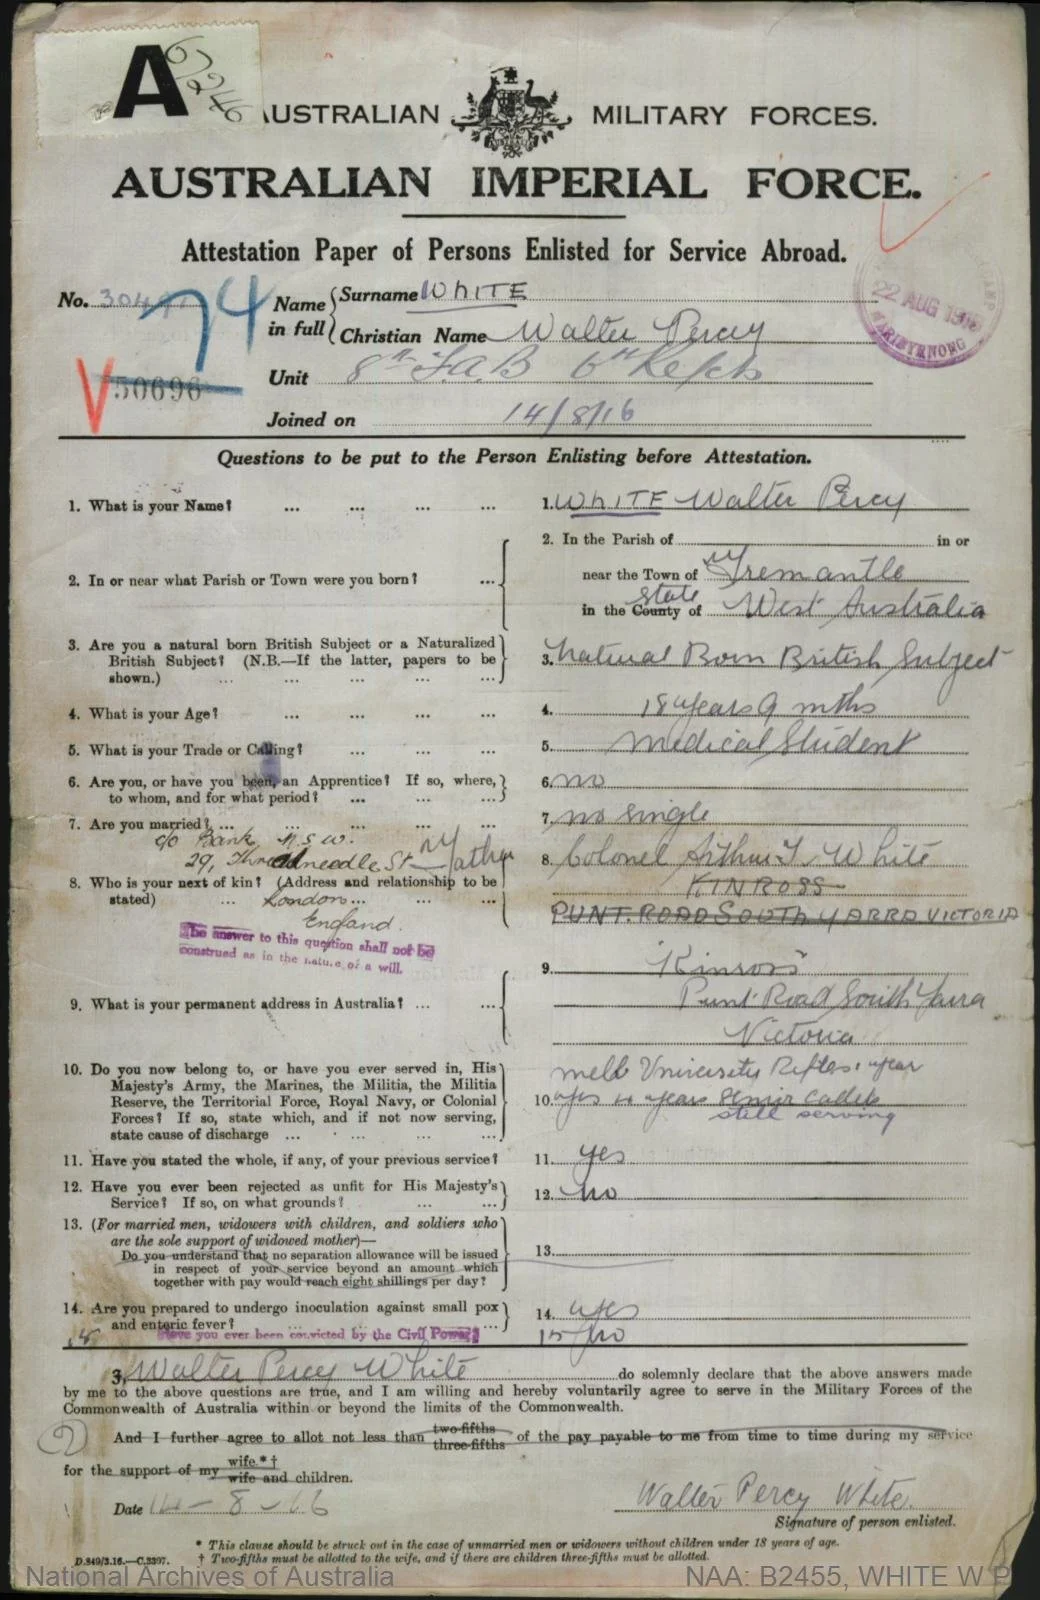 A 67246
AUSTRALIAN MILITARY FORCES.
AUSTRALIAN IMPERIAL FORCE.
Attestation Paper of Persons Enlisted for Service Abroad.
No. 74
50696
22 AUG 1916
MARIBYRNONG
Name in full
Surname WHITE
Christian Name Walter Percy
Unit 8th F.A.B 6th Refcts
Joined on 14/8/16
Questions to be put to the Person Enlisting before Attestation.
1. What is your Name? ... ... ... ...
1. WHITE Walter Percy
2. In or near what Parish or Town were you born? ...
2. In the Parish of in or
near the Town of Fremantle
State
in the County of West Australia
3. Are you a natural born British Subject or a Naturalized
British Subject? (N.B.—If the latter, papers to be
shown.) ... ... ... ... ...
3. Natural Born British Subject
4. What is your Age? ... ... ... ...
4. 18 years 9 mths
5. What is your Trade or Calling? ... ... ...
5. Medical Student
6. Are you, or have you been, an Apprentice? If so, where,
to whom, and for what period? ... ... ...
6. no
7. Are you married? ... ... ... ... ...
7. no single
c/o Bank N.S.W.
29, Threadneedle St Father
London
England.
8. Who is your next of kin? (Address and relationship to be
stated) ... ... ... ...
8. Colonel Arthur T. White
KINROSS
PUNT. ROAD SOUTH YARRA VICTORIA
The answer to this question shall not be
construed as in the nature of a will.
9. What is your permanent address in Australia? ... ...
9. "Kinross"
Punt Road South Yarra
Victoria
10. Do you now belong to, or have you ever served in, His
Majesty's Army, the Marines, the Militia, the Militia
Reserve, the Territorial Force, Royal Navy, or Colonial
Forces? If so, state which, and if not now serving,
state cause of discharge ... ... ... ...
Melb University Rifles 1 year
10. yes 4 years Senior Cadets
still serving
11. Have you stated the whole, if any, of your previous service?
11. yes
12. Have you ever been rejected as unfit for His Majesty's
Service? If so, on what grounds? ... ...
12. no
13. (For married men, widowers with children, and soldiers who
are the sole support of widowed mother)—
Do you understand that no separation allowance will be issued
in respect of your service beyond an amount which
together with pay would reach eight shillings per day?
13.
14. Are you prepared to undergo inoculation against small pox
and enteric fever? ... ... ... ...
14. yes
15 Have you ever been convicted by the Civil Power?
15 no
I, Walter Percy White do solemnly declare that the above answers made
by me to the above questions are true, and I am willing and hereby voluntarily agree to serve in the Military Forces of the
Commonwealth of Australia within or beyond the limits of the Commonwealth.
And I further agree to allot not less than two-fifths three-fifths of the pay payable to me from time to time during my service
for the support of my wife.*† wife and children.
Date 14 - 8 - 16
Walter Percy White.
Signature of person enlisted.
* This clause should be struck out in the case of unmarried men or widowers without children under 18 years of age.
† Two-fifths must be allotted to the wife, and if there are children three-fifths must be allotted.
D.849/3.16.—C.3397.
National Archives of Australia
NAA: B2455, WHITE W P